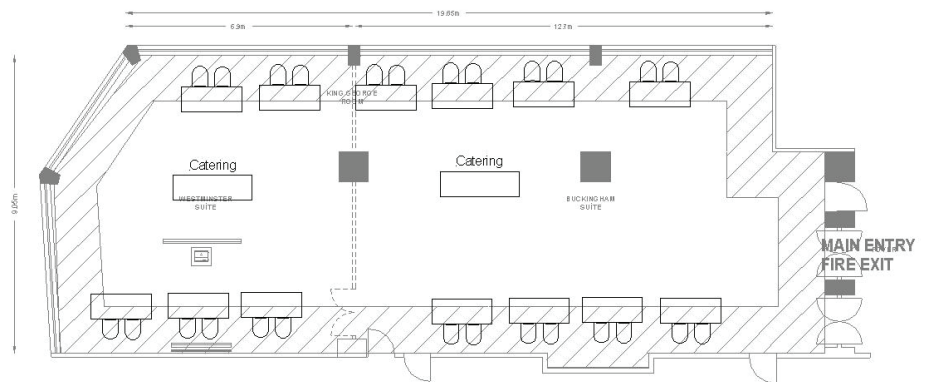 19.65m
6.9m
12.7m
KING GEORGE
ROOM
Catering
Catering
WESTMINSTER
SUITE
BUCKINGHAM
SUITE
9.05m
MAIN ENTRY
FIRE EXIT